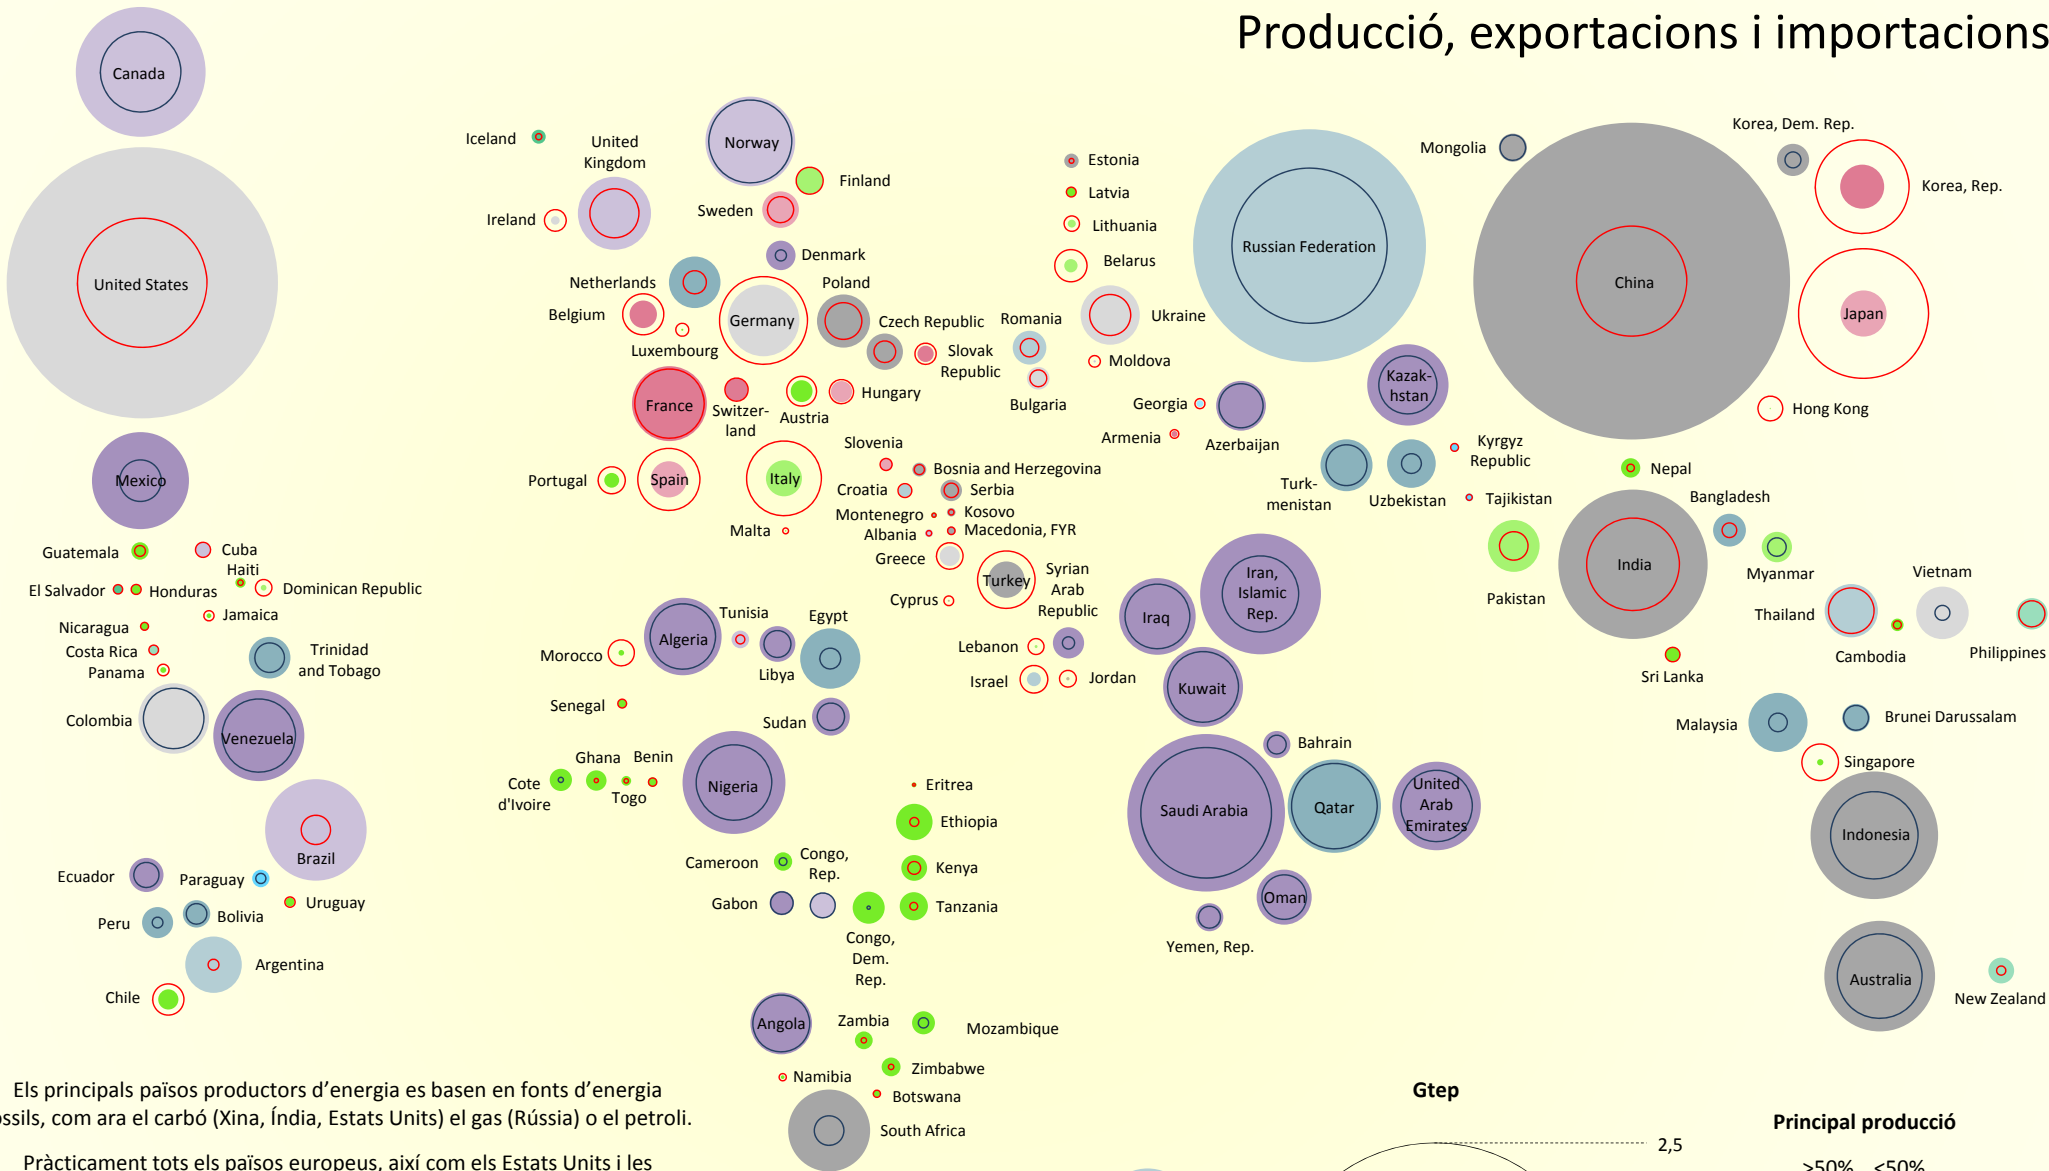 Producció, exportacions i importacions
Canada
Iceland
United
Kingdom
Norway
Finland
Ireland
Sweden
Estonia
Latvia
Lithuania
Belarus
Mongolia
Korea, Dem. Rep.
Korea, Rep.
Russian Federation
China
Japan
United States
Denmark
Netherlands
Poland
Belgium
Germany
Luxembourg
Czech Republic
Slovak
Republic
Romania
Ukraine
Moldova
Bulgaria
Hong Kong
Kazak-
hstan
France
Switzer-
land
Austria
Hungary
Georgia
Armenia
Azerbaijan
Kyrgyz
Republic
Nepal
Mexico
Portugal
Spain
Italy
Slovenia
Bosnia and Herzegovina
Croatia
Serbia
Montenegro
Kosovo
Albania
Macedonia, FYR
Malta
Greece
Turk-
menistan
Uzbekistan
Tajikistan
Bangladesh
India
Pakistan
Myanmar
Vietnam
Guatemala
Cuba
Haiti
El Salvador
Honduras
Dominican Republic
Jamaica
Nicaragua
Costa Rica
Panama
Trinidad
and Tobago
Turkey
Cyprus
Syrian
Arab
Republic
Iran,
Islamic
Rep.
Iraq
Thailand
Cambodia
Philippines
Sri Lanka
Morocco
Algeria
Tunisia
Libya
Egypt
Lebanon
Israel
Jordan
Kuwait
Colombia
Venezuela
Senegal
Sudan
Malaysia
Brunei Darussalam
Singapore
Bahrain
Cote
d'Ivoire
Ghana
Togo
Benin
Nigeria
Eritrea
Ethiopia
Saudi Arabia
Qatar
United
Arab
Emirates
Indonesia
Brazil
Ecuador
Paraguay
Uruguay
Peru
Bolivia
Cameroon
Congo,
Rep.
Kenya
Gabon
Congo,
Dem.
Rep.
Tanzania
Oman
Yemen, Rep.
Argentina
Chile
Australia
New Zealand
Angola
Zambia
Mozambique
Zimbabwe
Namibia
Botswana
South Africa
Els principals països productors d’energia es basen en fonts d’energia
ssils, com ara el carbó (Xina, Índia, Estats Units) el gas (Rússia) o el petroli.
Pràcticament tots els països europeus, així com els Estats Units i les
Gtep
2,5
Principal producció
>50% <50%